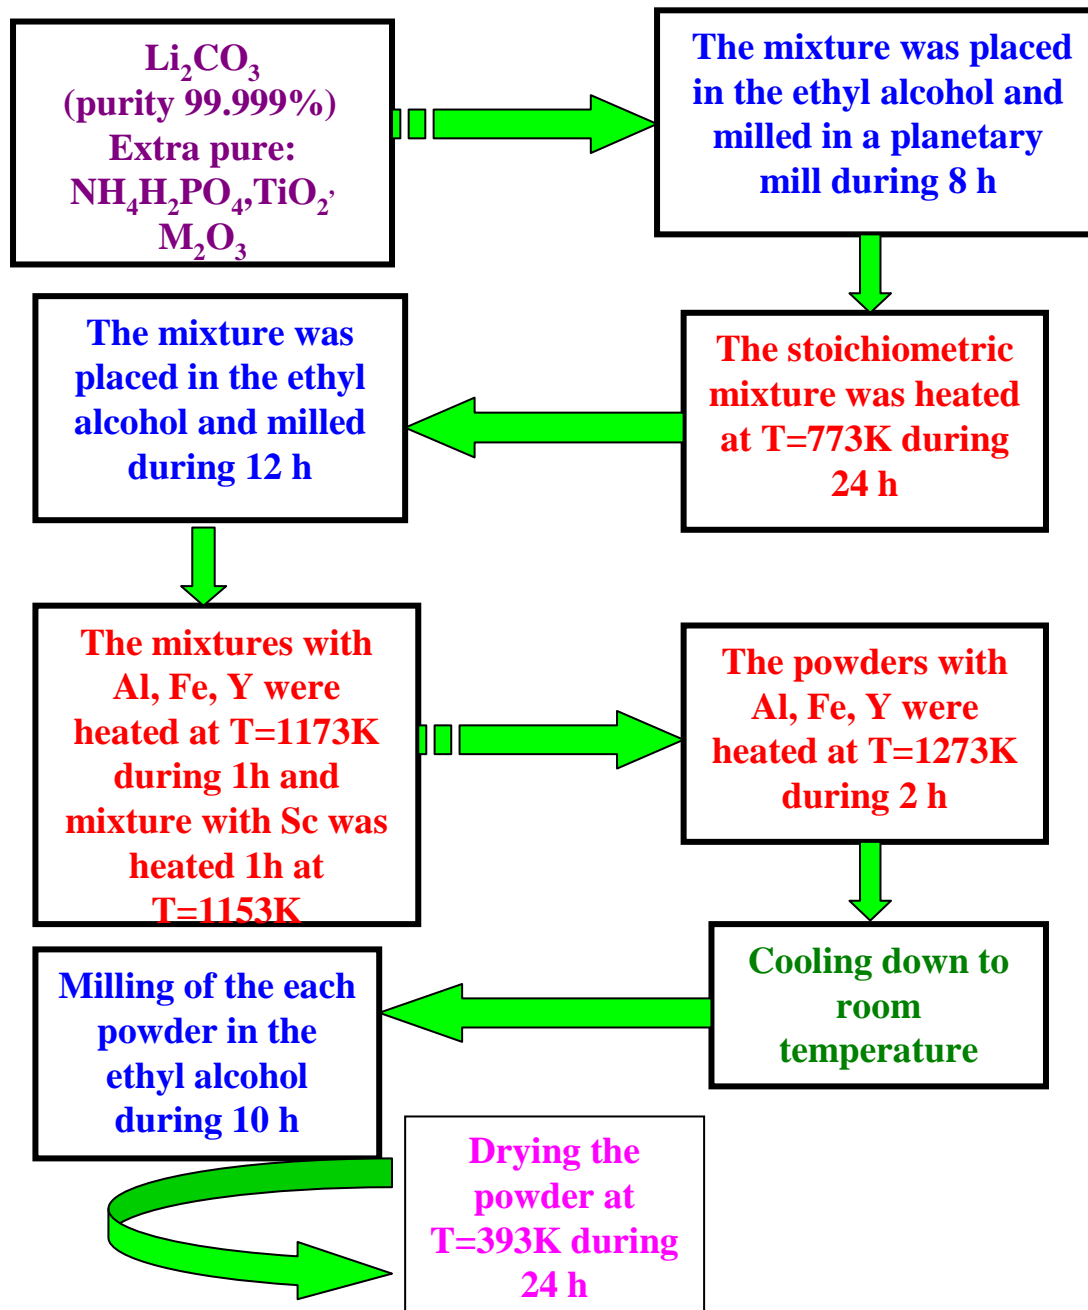 Li₂CO₃
(purity 99.999%)
Extra pure:
NH₄H₂PO₄,TiO₂,
M₂O₃
The mixture was placed
in the ethyl alcohol and
milled in a planetary
mill during 8 h
The stoichiometric
mixture was heated
at T=773K during
24 h
The mixture was
placed in the ethyl
alcohol and milled
during 12 h
The mixtures with
Al, Fe, Y were
heated at T=1173K
during 1h and
mixture with Sc was
heated 1h at
T=1153K
The powders with
Al, Fe, Y were
heated at T=1273K
during 2 h
Cooling down to
room
temperature
Milling of the each
powder in the
ethyl alcohol
during 10 h
Drying the
powder at
T=393K during
24 h